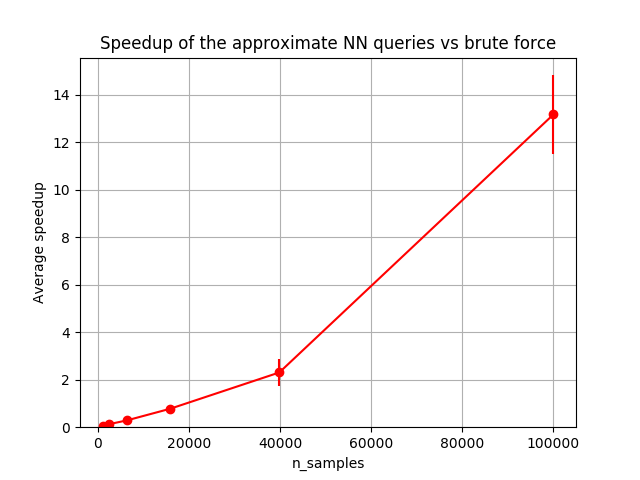 Speedup of the approximate NN queries vs brute force
14
12
10
8
6
4
2
0
Average speedup
0 20000 40000 60000 80000 100000
n_samples